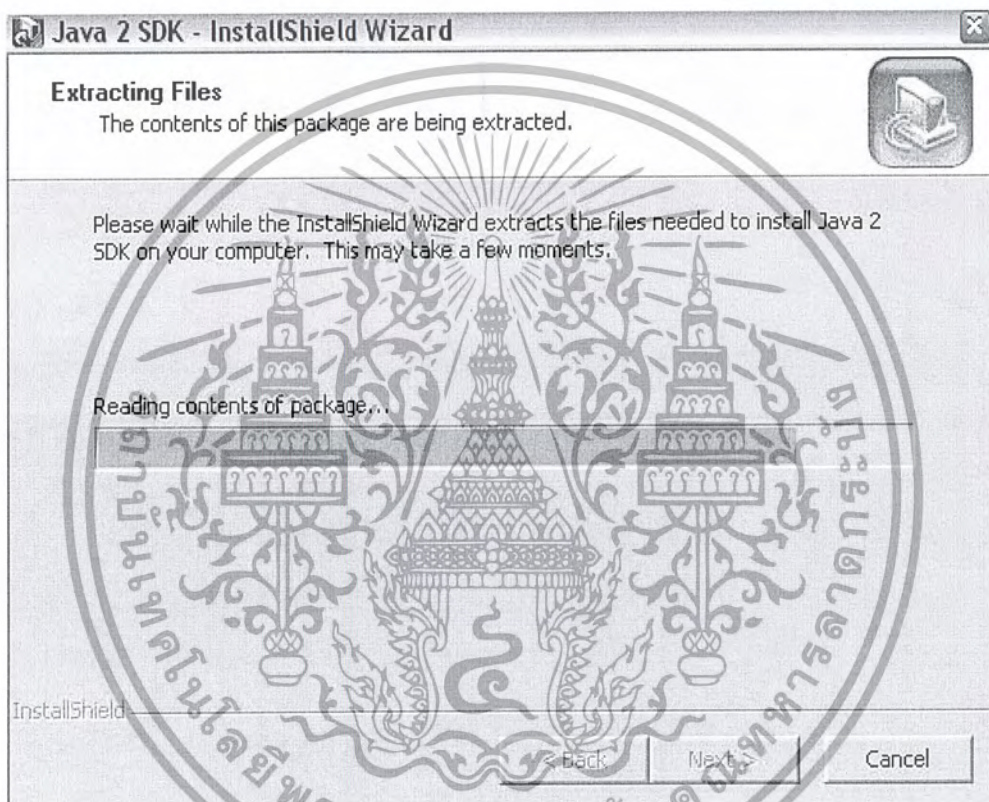 Java 2 SDK - InstallShield Wizard
Extracting Files
The contents of this package are being extracted.
Please wait while the InstallShield Wizard extracts the files needed to install Java 2
SDK on your computer. This may take a few moments.
Reading contents of package...
InstallShield
< Back
Next >
Cancel